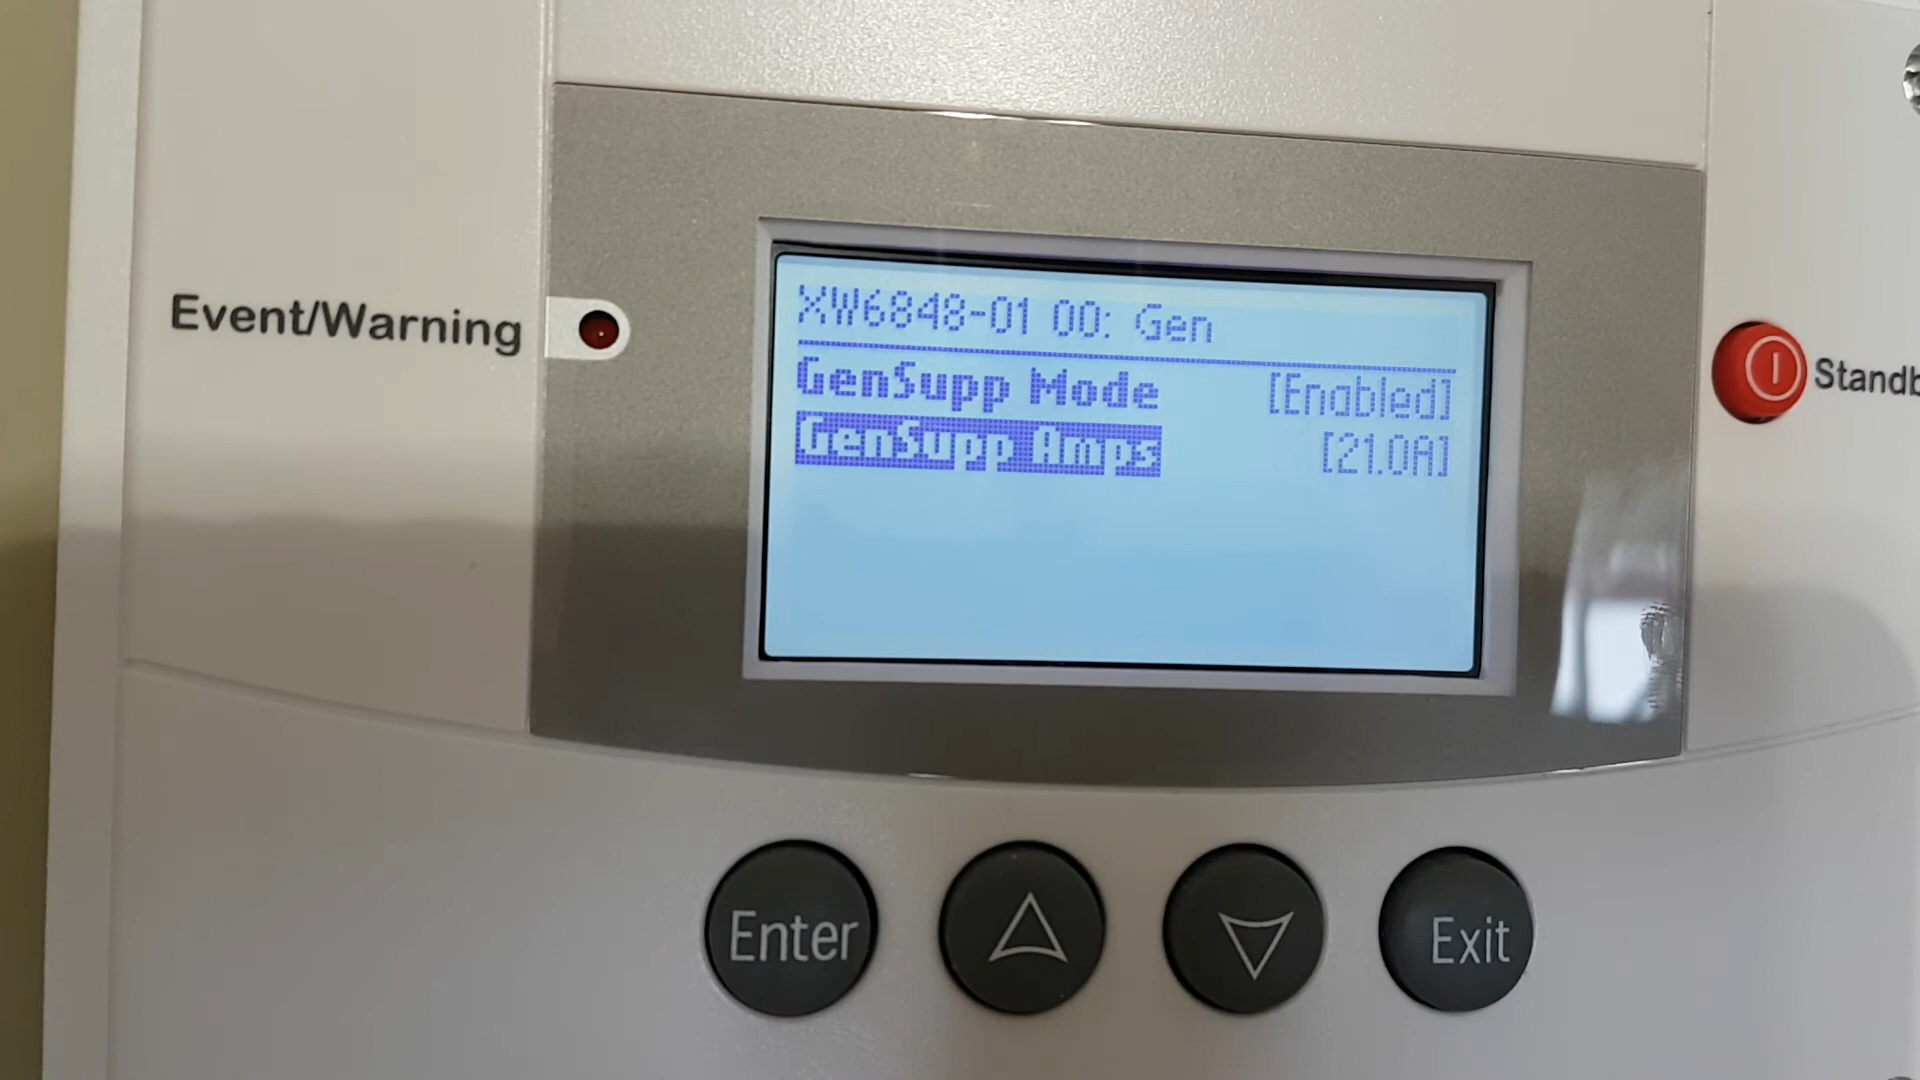 XW6848-01 00: Gen
GenSupp Mode [Enabled]
GenSupp Amps [21.0A]
Event/Warning
Enter
Exit